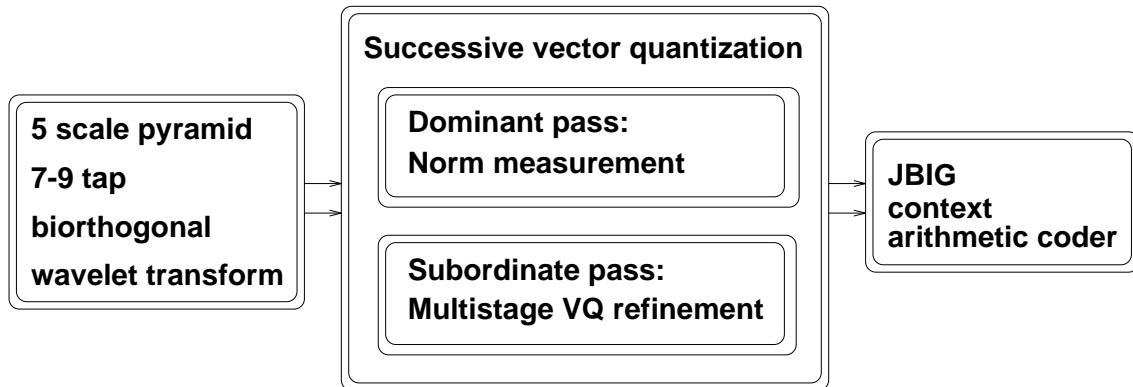 5 scale pyramid
7-9 tap
biorthogonal
wavelet transform
Successive vector quantization
Dominant pass:
Norm measurement
Subordinate pass:
Multistage VQ refinement
JBIG
context
arithmetic coder